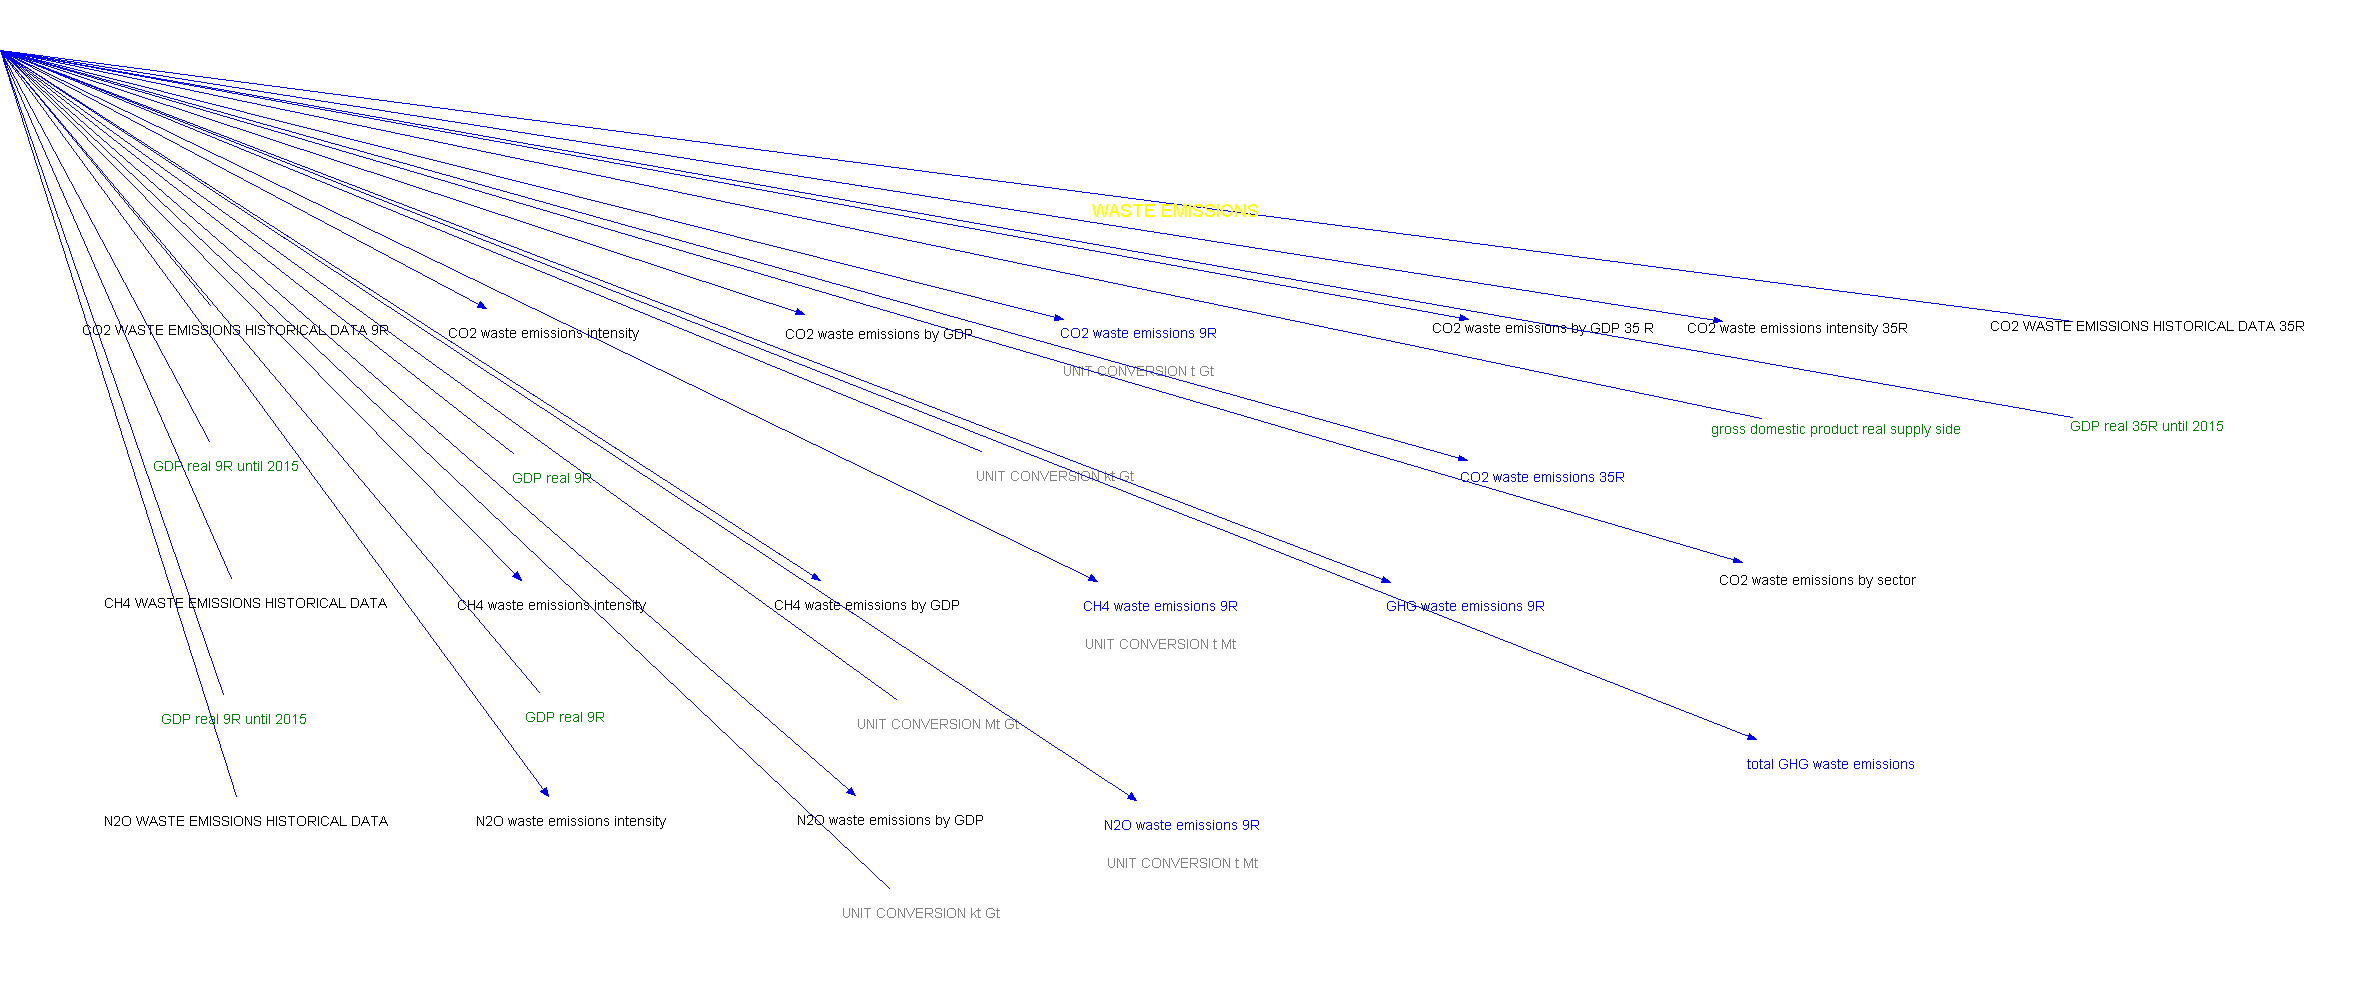 WASTE EMISSIONS
CO2 WASTE EMISSIONS HISTORICAL DATA 9R
CO2 waste emissions intensity
CO2 waste emissions by GDP
CO2 waste emissions 9R
CO2 waste emissions by GDP 35 R
CO2 waste emissions intensity 35R
CO2 WASTE EMISSIONS HISTORICAL DATA 35R
UNIT CONVERSION t Gt
gross domestic product real supply side
GDP real 35R until 2015
GDP real 9R until 2015
GDP real 9R
UNIT CONVERSION kt Gt
CO2 waste emissions 35R
CO2 waste emissions by sector
CH4 WASTE EMISSIONS HISTORICAL DATA
CH4 waste emissions intensity
CH4 waste emissions by GDP
CH4 waste emissions 9R
GHG waste emissions 9R
UNIT CONVERSION t Mt
GDP real 9R until 2015
GDP real 9R
UNIT CONVERSION Mt Gt
total GHG waste emissions
N2O WASTE EMISSIONS HISTORICAL DATA
N2O waste emissions intensity
N2O waste emissions by GDP
N2O waste emissions 9R
UNIT CONVERSION t Mt
UNIT CONVERSION kt Gt